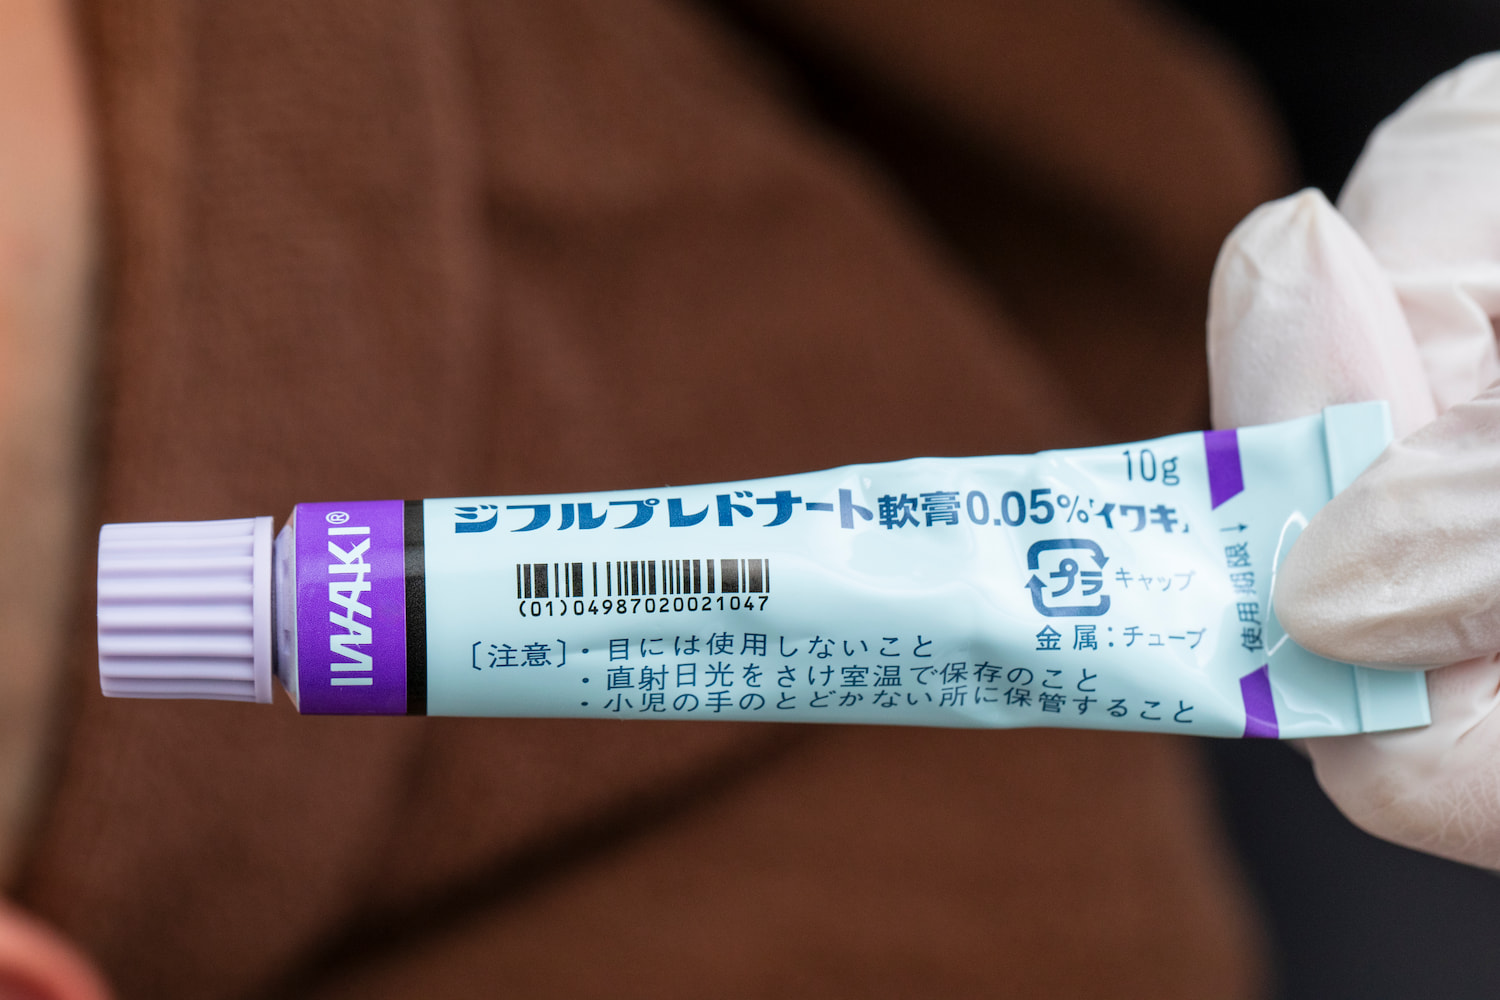 IWAKI®
10g
ジフルプレドナート軟膏0.05%「イワキ」
(01)04987020021047
プラ キャップ
金属：チューブ
〔注意〕・目には使用しないこと
・直射日光をさけ室温で保存のこと
・小児の手のとどかない所に保管すること
使用期限→